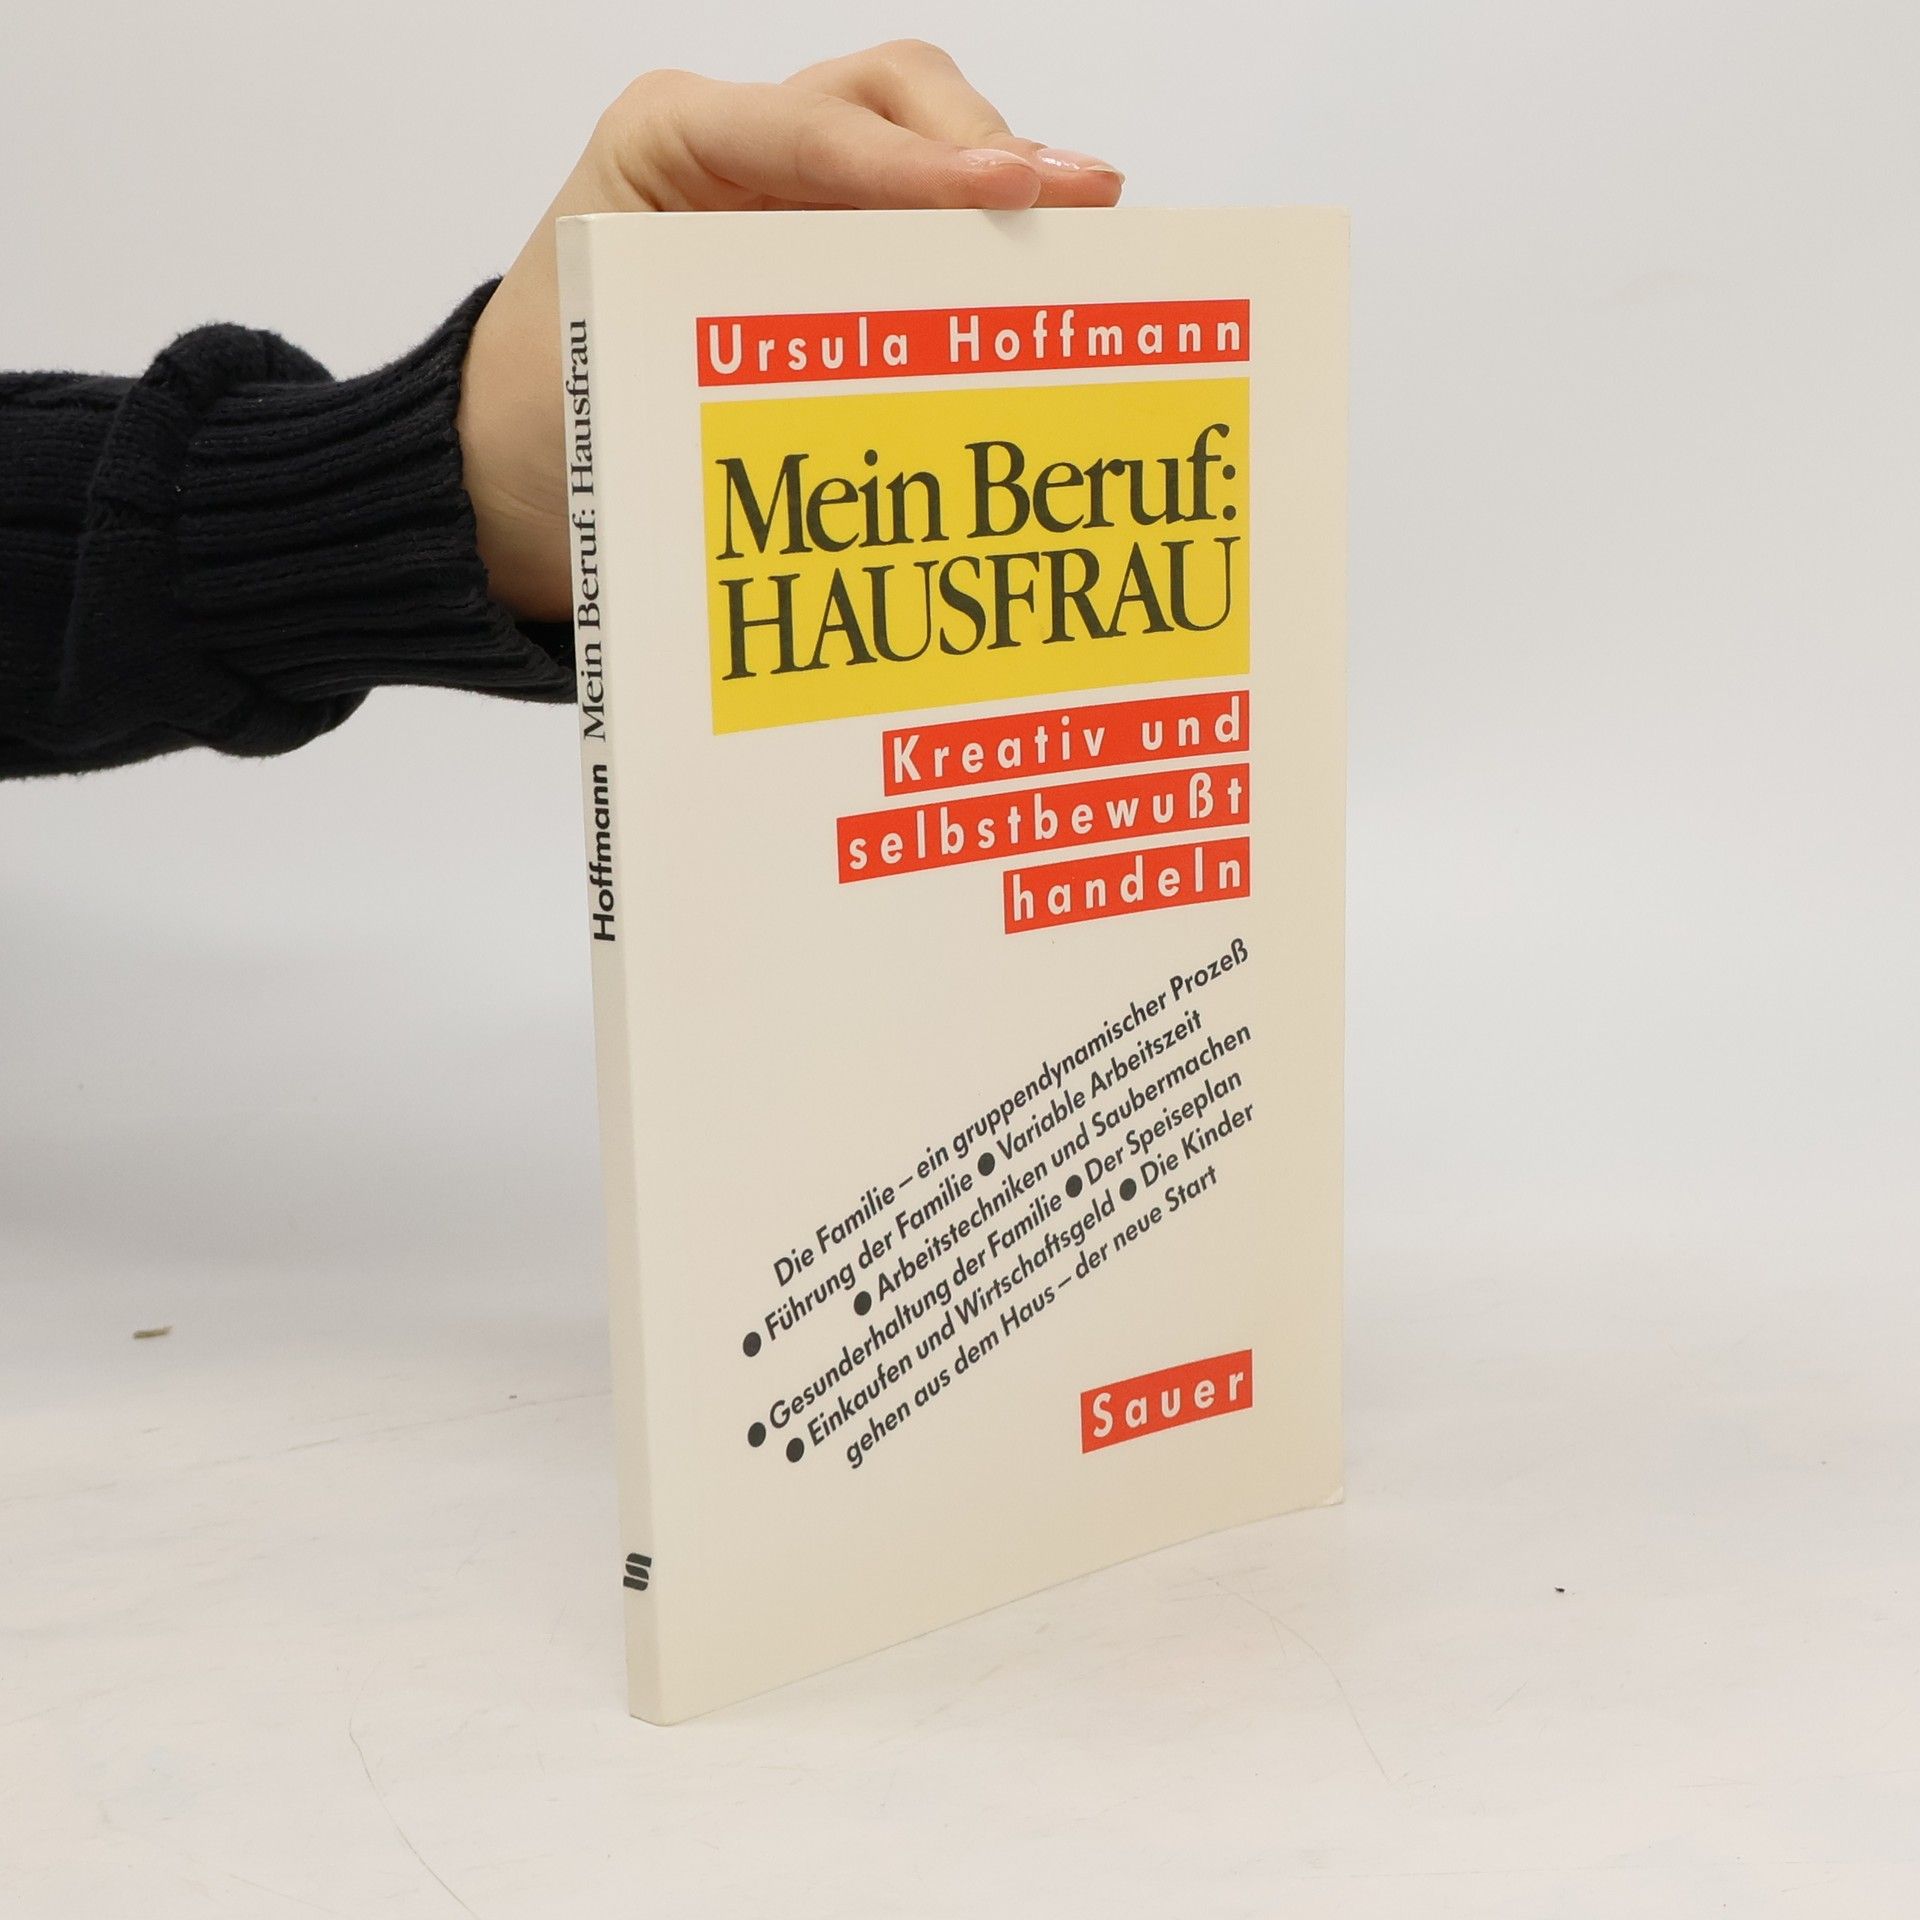 Ursula Hoffmann
Mein Beruf:
HAUSFRAU
Kreativ und
selbstbewußt
handeln
Die Familie – ein gruppendynamischer Prozeß
● Führung der Familie ● Variable Arbeitszeit
● Arbeitstechniken und Saubermachen
● Gesunderhaltung der Familie ● Der Speiseplan
● Einkaufen und Wirtschaftsgeld ● Die Kinder
gehen aus dem Haus – der neue Start
Sauer
Hoffmann Mein Beruf: Hausfrau